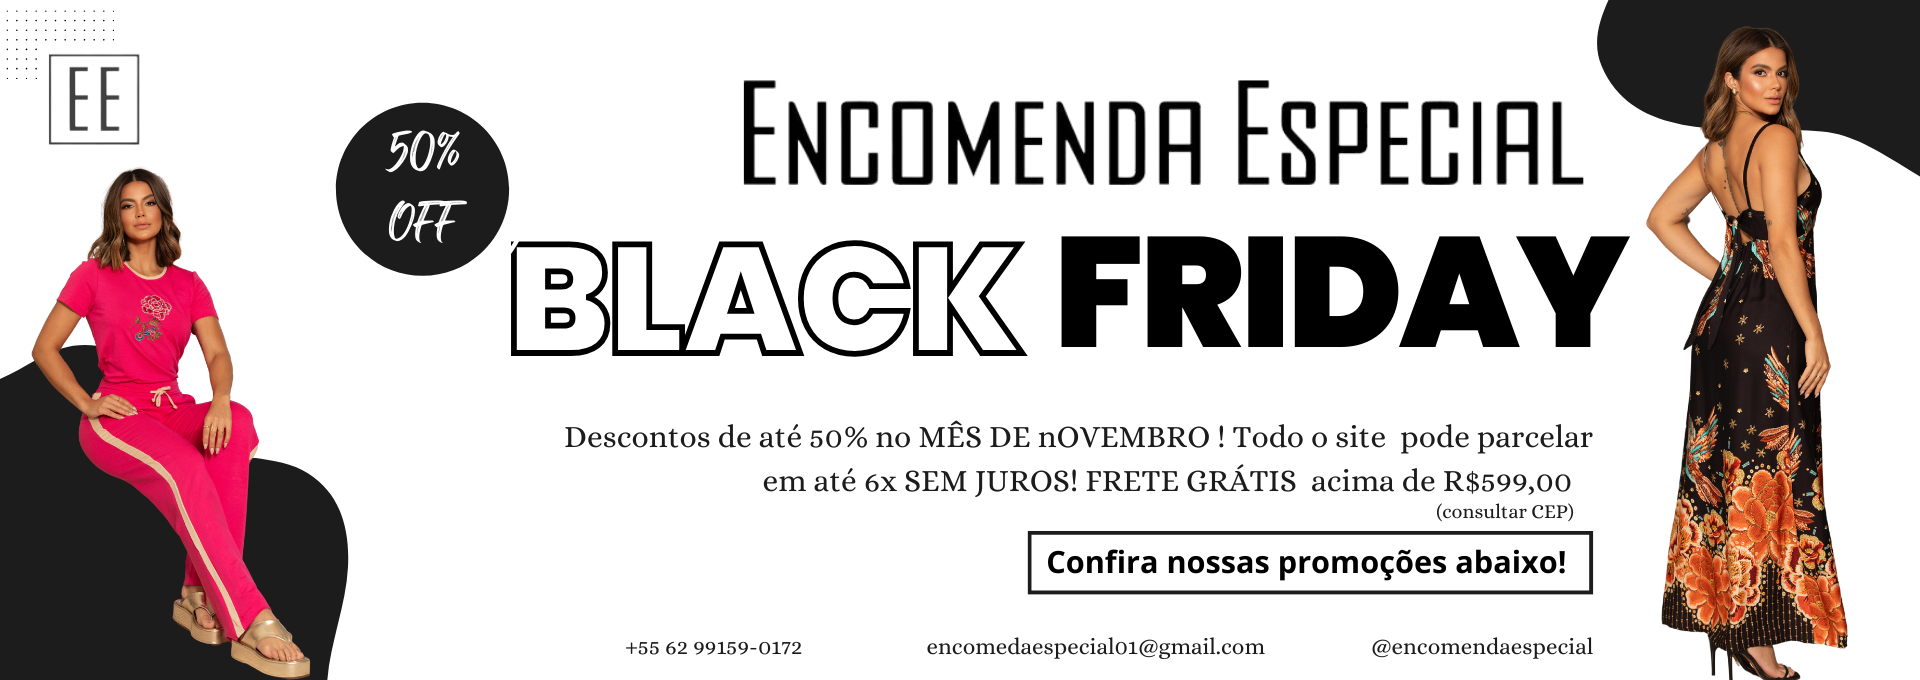 EE
50%
OFF
ENCOMENDA ESPECIAL
BLACK FRIDAY
Descontos de até 50% no MÊS DE nOVEMBRO ! Todo o site pode parcelar
em até 6x SEM JUROS! FRETE GRÁTIS acima de R$599,00
(consultar CEP)
Confira nossas promoções abaixo!
+55 62 99159-0172 encomedaespecial01@gmail.com @encomendaespecial